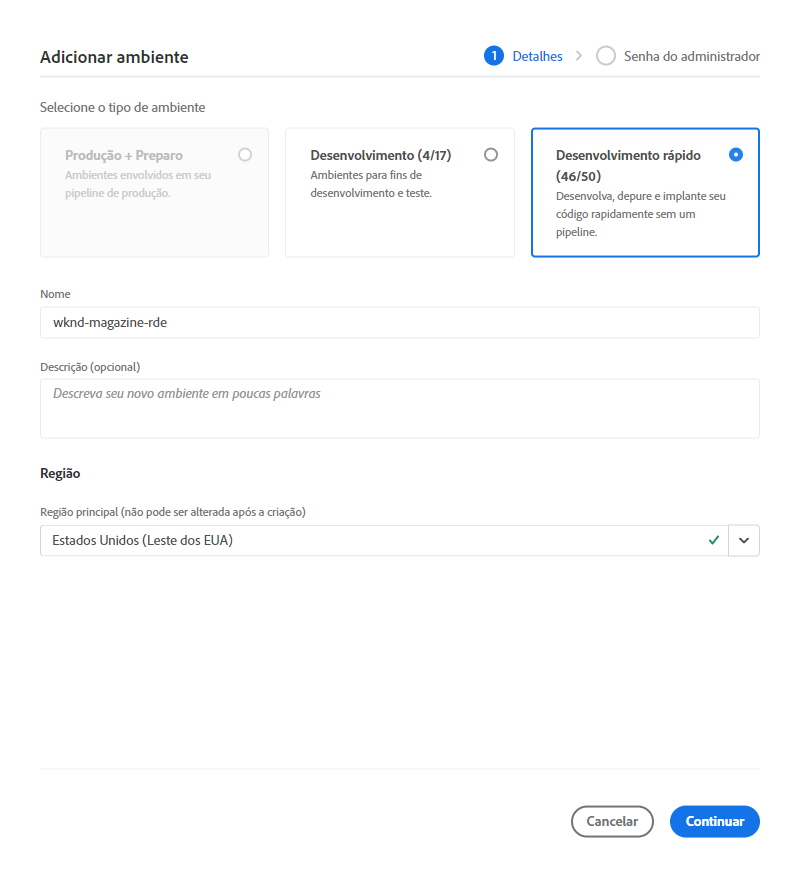 Adicionar ambiente
1 Detalhes > Senha do administrador
Selecione o tipo de ambiente
Produção + Preparo
Ambientes envolvidos em seu
pipeline de produção.
Desenvolvimento (4/17)
Ambientes para fins de
desenvolvimento e teste.
Desenvolvimento rápido
(46/50)
Desenvolva, depure e implante seu
código rapidamente sem um
pipeline.
Nome
wknd-magazine-rde
Descrição (opcional)
Descreva seu novo ambiente em poucas palavras
Região
Região principal (não pode ser alterada após a criação)
Estados Unidos (Leste dos EUA)
Cancelar
Continuar